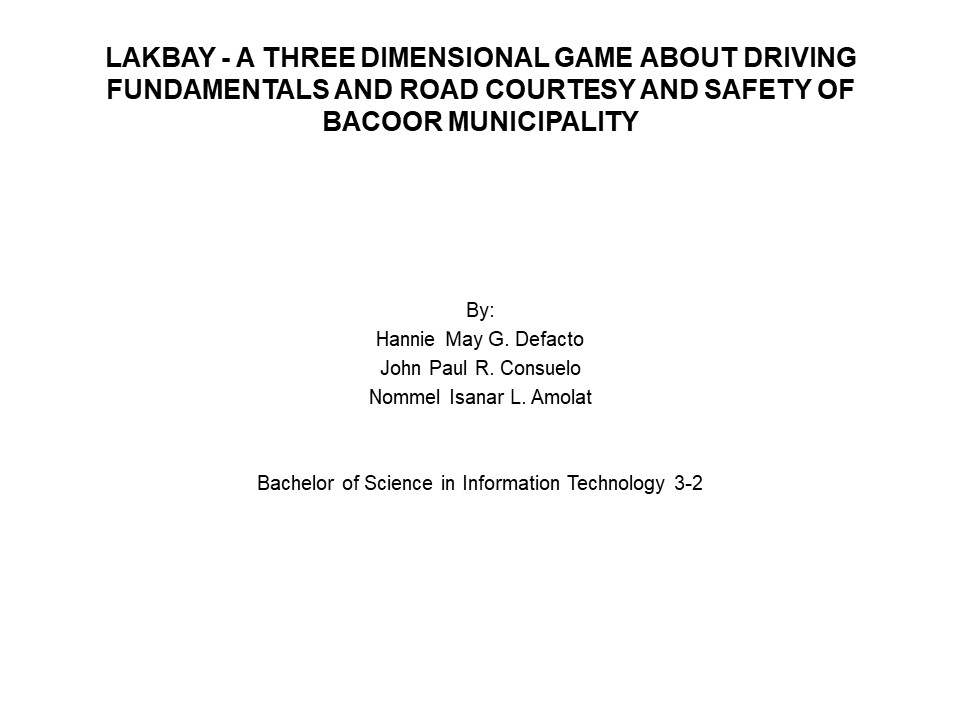 LAKBAY - A THREE DIMENSIONAL GAME ABOUT DRIVING
FUNDAMENTALS AND ROAD COURTESY AND SAFETY OF
BACOOR MUNICIPALITY
By:
Hannie May G. Defacto
John Paul R. Consuelo
Nommel Isanar L. Amolat
Bachelor of Science in Information Technology 3-2